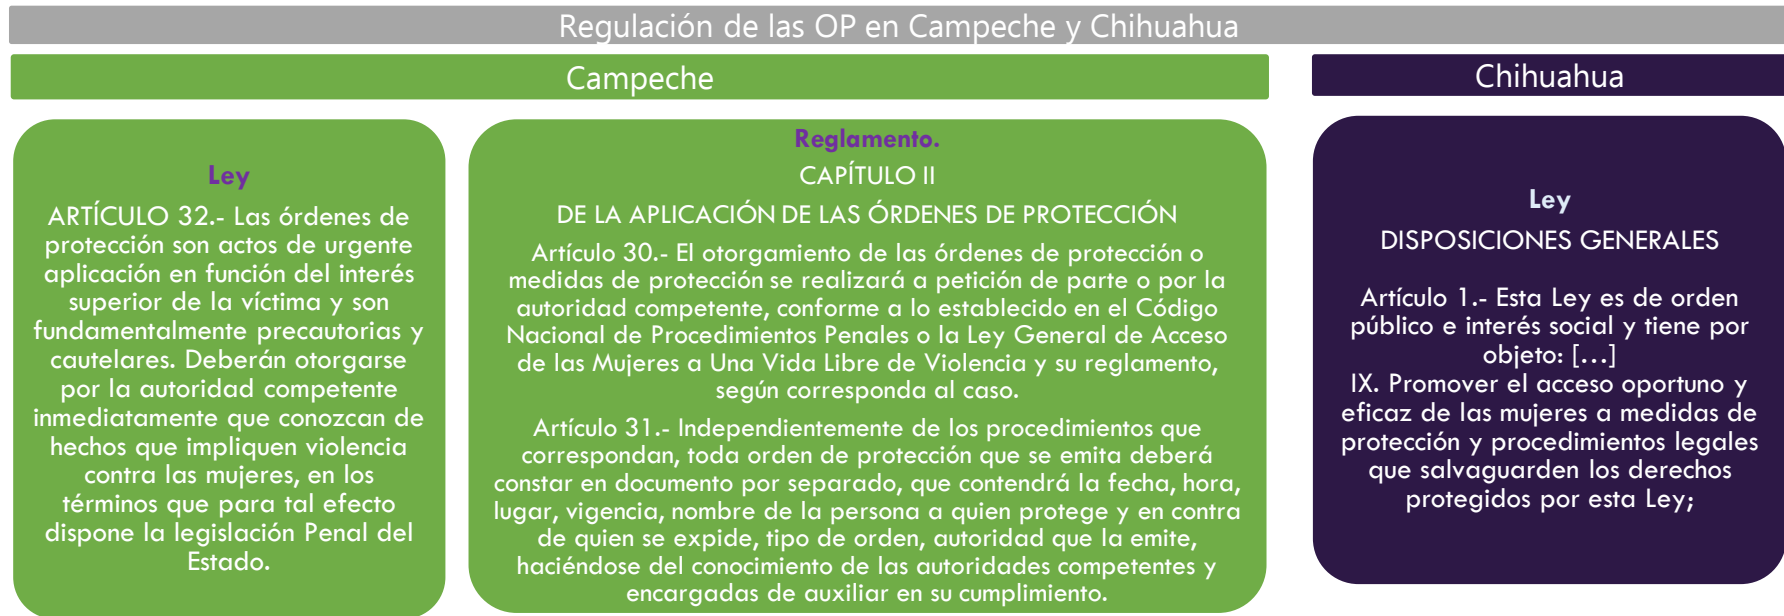 Regulación de las OP en Campeche y Chihuahua
Campeche
Ley
ARTÍCULO 32.- Las órdenes de
protección son actos de urgente
aplicación en función del interés
superior de la víctima y son
fundamentalmente precautorias y
cautelares. Deberán otorgarse
por la autoridad competente
inmediatamente que conozcan de
hechos que impliquen violencia
contra las mujeres, en los
términos que para tal efecto
dispone la legislación Penal del
Estado.
Reglamento.
CAPÍTULO II
DE LA APLICACIÓN DE LAS ÓRDENES DE PROTECCIÓN
Artículo 30.- El otorgamiento de las órdenes de protección o
medidas de protección se realizará a petición de parte o por la
autoridad competente, conforme a lo establecido en el Código
Nacional de Procedimientos Penales o la Ley General de Acceso
de las Mujeres a Una Vida Libre de Violencia y su reglamento,
según corresponda al caso.
Artículo 31.- Independientemente de los procedimientos que
correspondan, toda orden de protección que se emita deberá
constar en documento por separado, que contendrá la fecha, hora,
lugar, vigencia, nombre de la persona a quien protege y en contra
de quien se expide, tipo de orden, autoridad que la emite,
haciéndose del conocimiento de las autoridades competentes y
encargadas de auxiliar en su cumplimiento.
Chihuahua
Ley
DISPOSICIONES GENERALES
Artículo 1.- Esta Ley es de orden
público e interés social y tiene por
objeto: [...]
IX. Promover el acceso oportuno y
eficaz de las mujeres a medidas de
protección y procedimientos legales
que salvaguarden los derechos
protegidos por esta Ley;